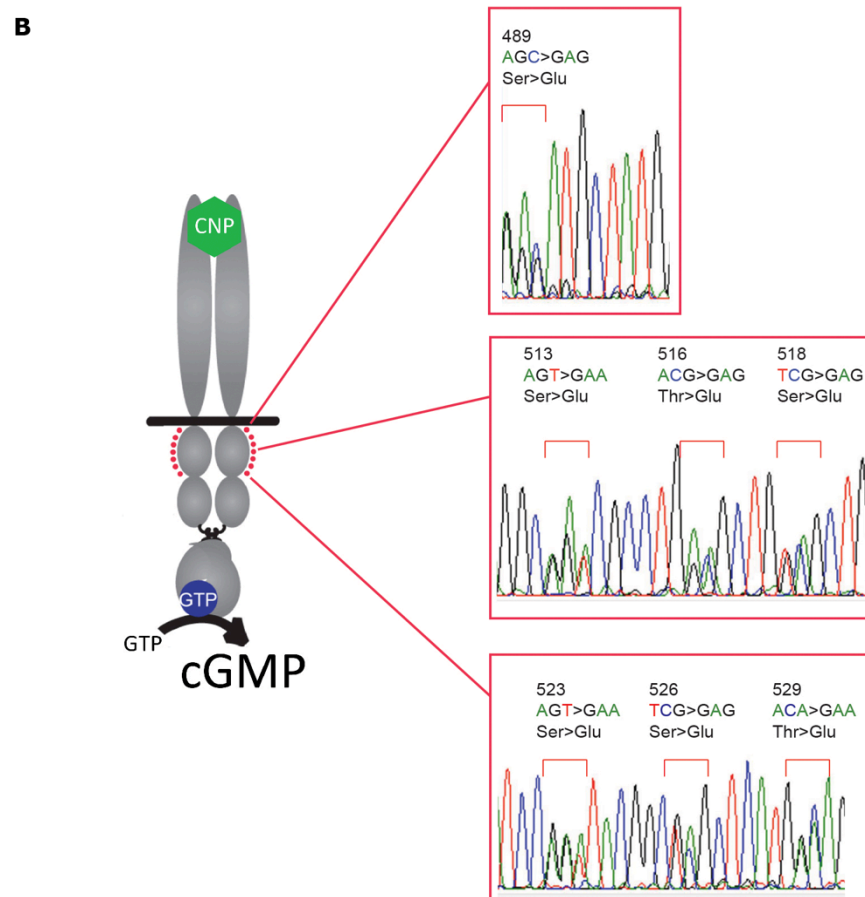 B
489
AGC>GAG
Ser>Glu
CNP
513 516 518
AGT>GAA ACG>GAG TCG>GAG
Ser>Glu Thr>Glu Ser>Glu
GTP
GTP
cGMP
523 526 529
AGT>GAA TCG>GAG ACA>GAA
Ser>Glu Ser>Glu Thr>Glu